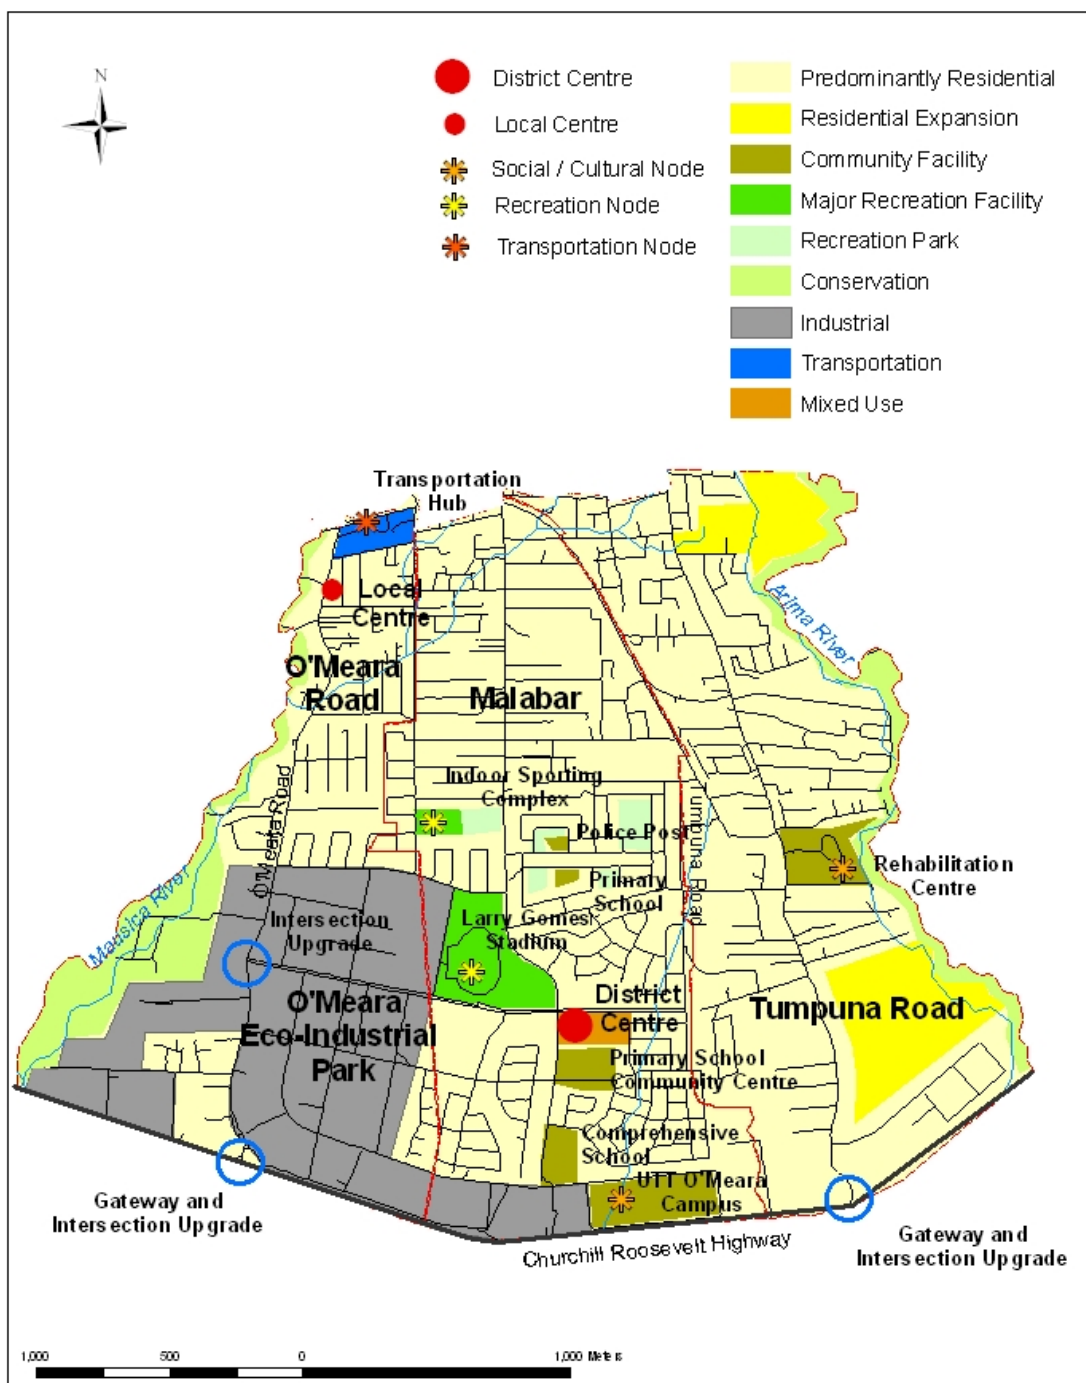 N
District Centre
Local Centre
Social / Cultural Node
Recreation Node
Transportation Node
Predominantly Residential
Residential Expansion
Community Facility
Major Recreation Facility
Recreation Park
Conservation
Industrial
Transportation
Mixed Use
Transportation
Hub
Local
Centre
O'Meara
Road
Malabar
Arima River
Indoor Sporting
Complex
Police Post
Primary
School
Tumpuna Road
Rehabilitation
Centre
O'Meara Road
Mausica River
Intersection
Upgrade
Larry Gomes
Stadium
O'Meara
Eco-Industrial
Park
District
Centre
Tumpuna Road
Primary School
Community Centre
Comprehensive
School
UTT O'Meara
Campus
Gateway and
Intersection Upgrade
Churchill Roosevelt Highway
Gateway and
Intersection Upgrade
1,000 500 0 1,000 Meters